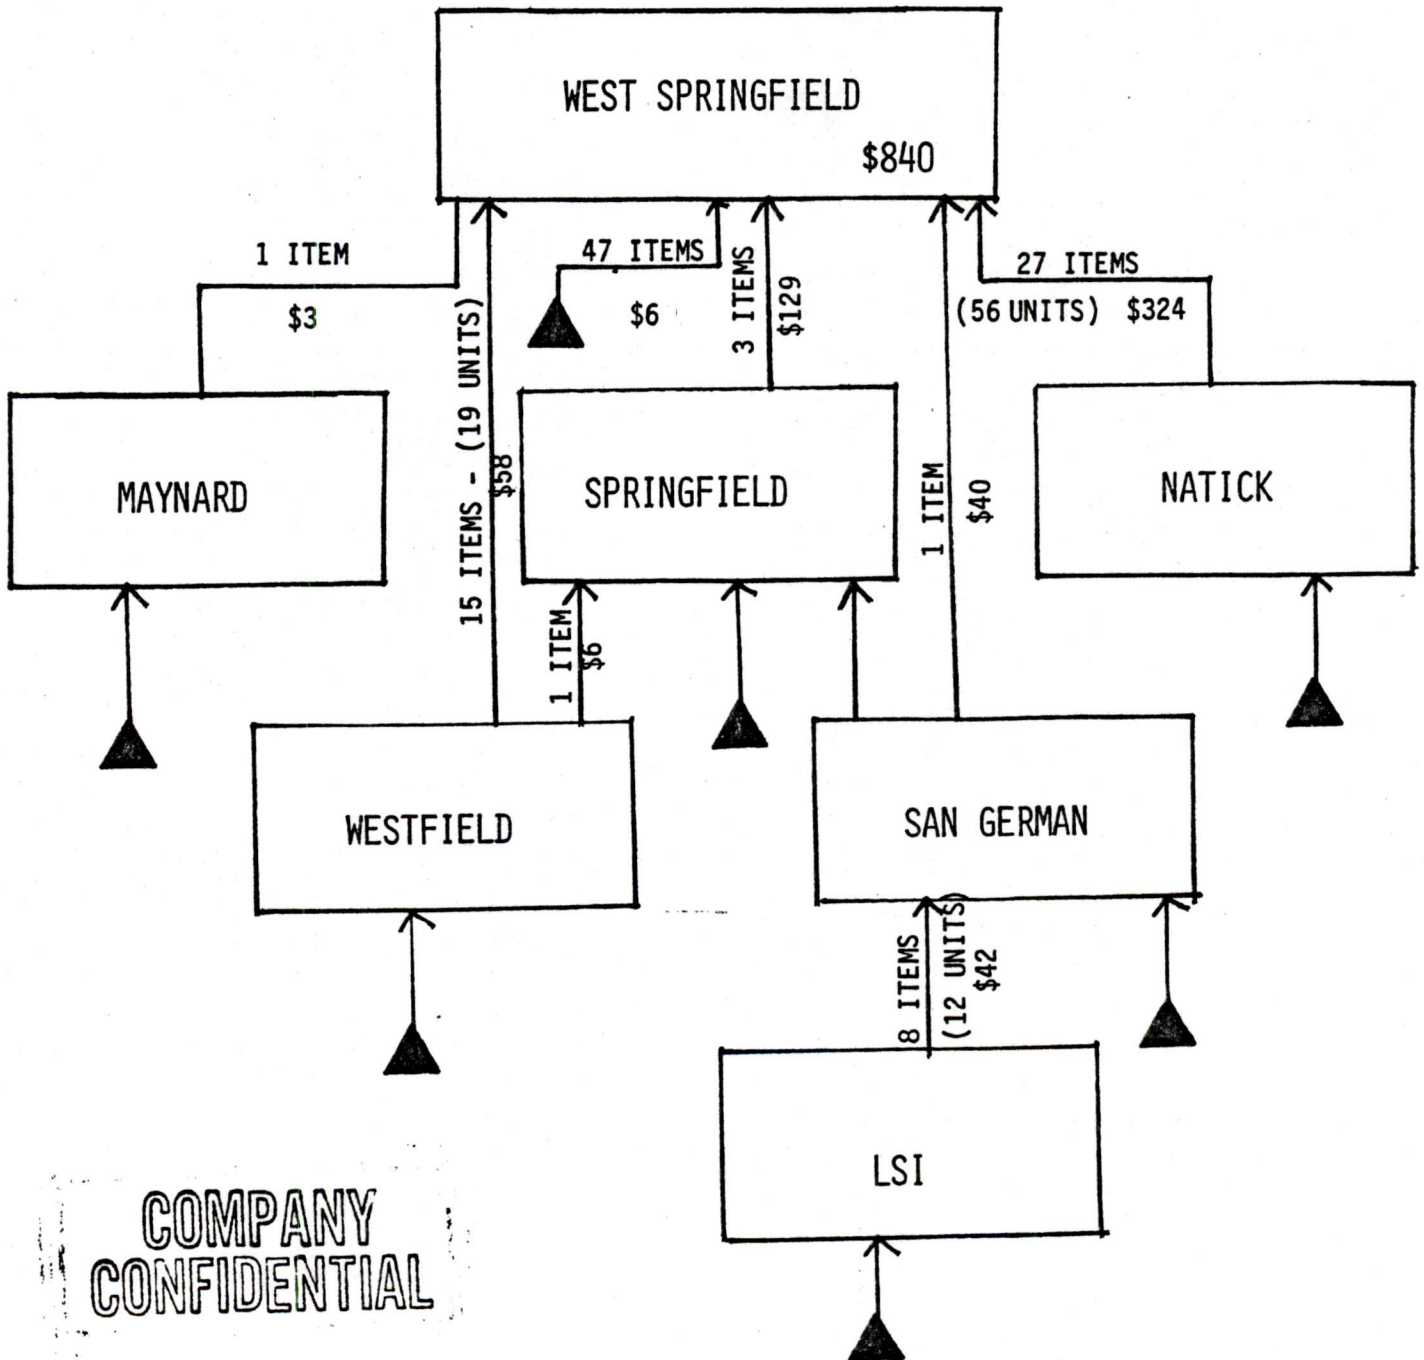 WEST SPRINGFIELD
$840
1 ITEM
$3
15 ITEMS - (19 UNITS)
$58
47 ITEMS
$6
3 ITEMS
$129
1 ITEM
$40
27 ITEMS
(56 UNITS) $324
MAYNARD
SPRINGFIELD
NATICK
1 ITEM
$6
WESTFIELD
SAN GERMAN
8 ITEMS
(12 UNITS)
$42
LSI
COMPANY
CONFIDENTIAL